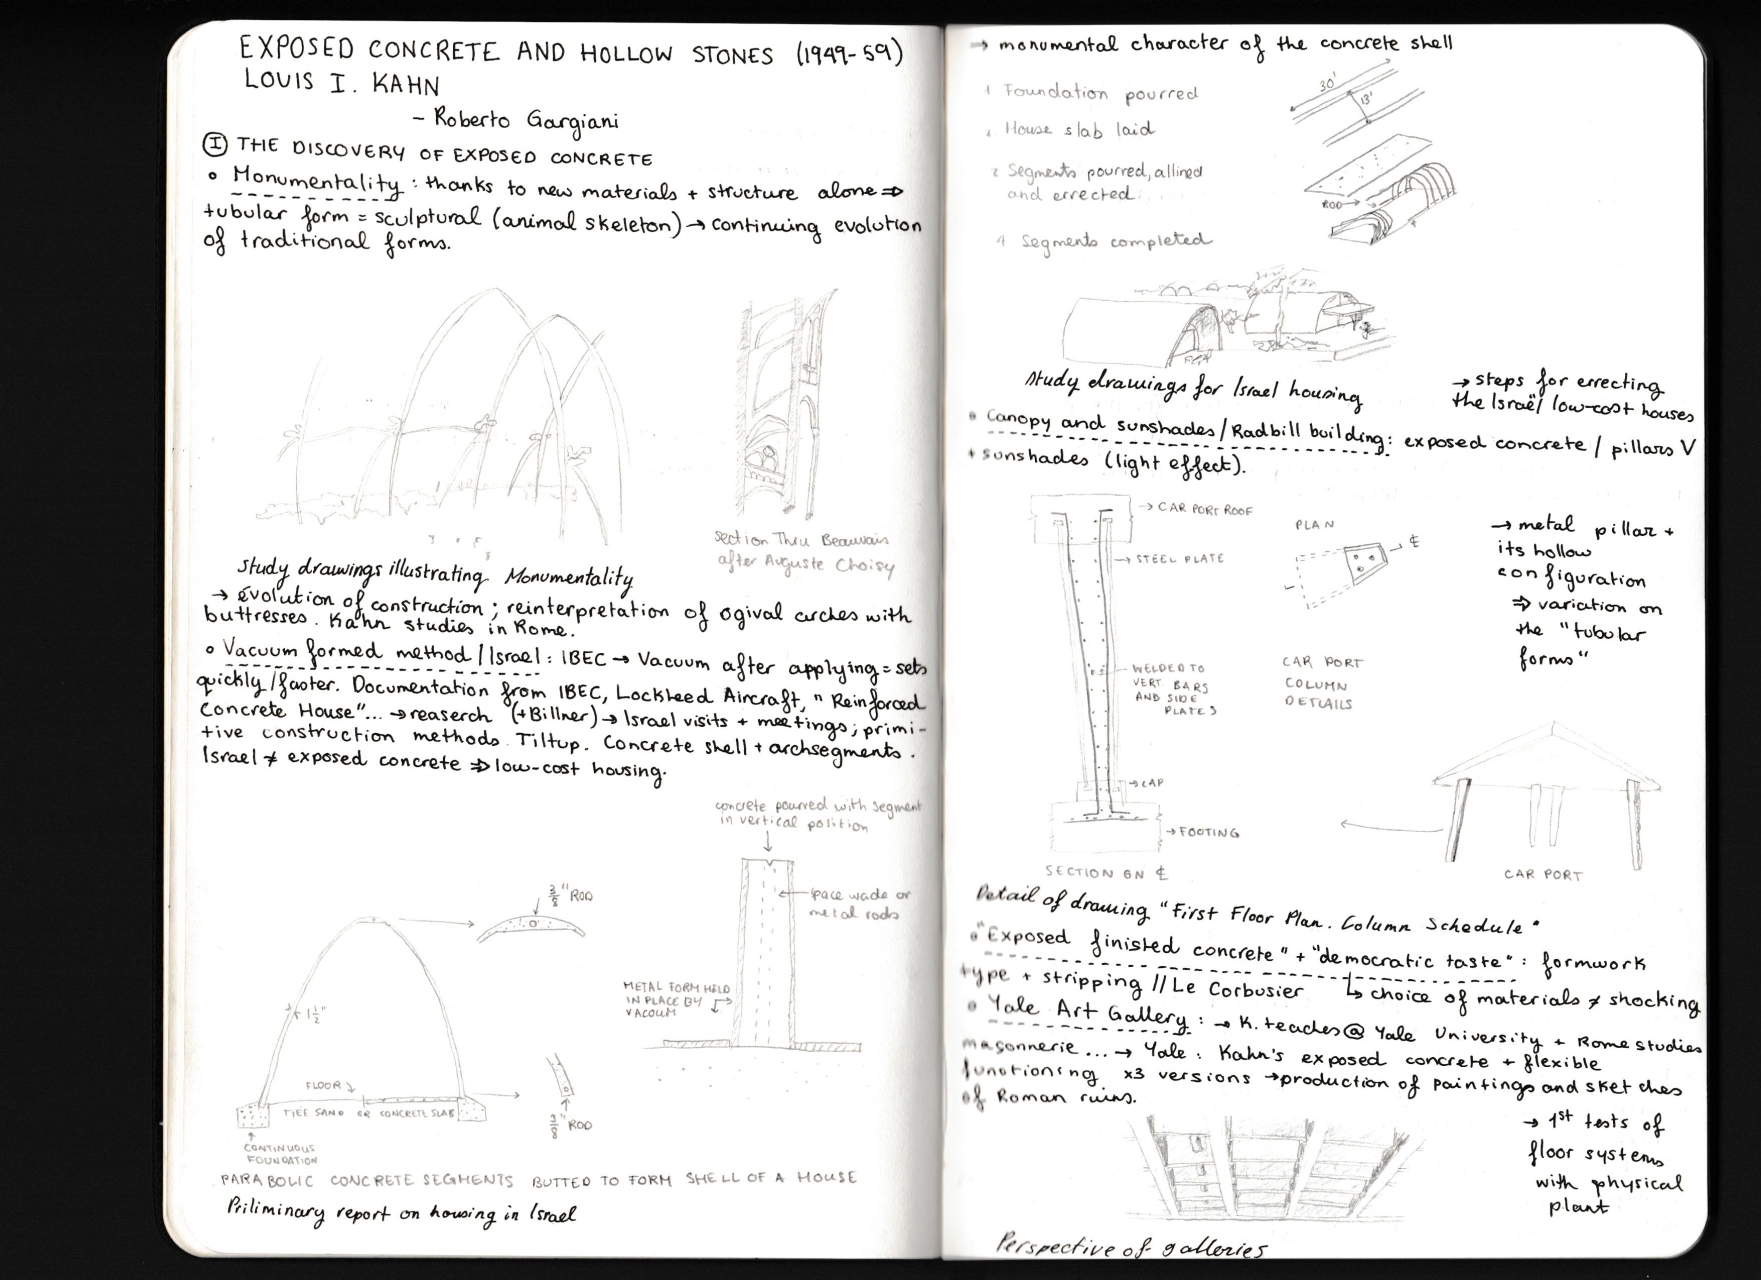 EXPOSED CONCRETE AND HOLLOW STONES (1949-59)
LOUIS I. KAHN
- Roberto Gargiani
I THE DISCOVERY OF EXPOSED CONCRETE
• Monumentality : thanks to new materials + structure alone ⇒
tubular form = sculptural (animal skeleton) → continuing evolution
of traditional forms.
section Thru Beauvais
after Auguste Choisy
Study drawings illustrating Monumentality
→ evolution of construction ; reinterpretation of ogival arches with
buttresses. Kahn studies in Rome.
• Vacuum formed method / Israel : IBEC → Vacuum after applying = sets
quickly/faster. Documentation from IBEC, Lockheed Aircraft, "Reinforced
Concrete House"... → reaserch (+Billner) → Israel visits + meetings; primi-
tive construction methods. Tiltup. Concrete shell + archsegments.
Israel ≠ exposed concrete ⇒ low-cost housing.
concrete pourred with segment
in vertical position
3/8" ROD
space wade or
metal rods
METAL FORM HELD
IN PLACE BY
VACUUM
1 1/2"
FLOOR
SAND OR CONCRETE SLAB
3/8" ROD
CONTINUOUS
FOUNDATION
PARABOLIC CONCRETE SEGMENTS BUTTED TO FORM SHELL OF A HOUSE
Priliminary report on housing in Israel
→ monumental character of the concrete shell
1 Foundation pourred
House slab laid
Segments pourred, allined
and errected
4 Segments completed
30'
13'
ROD
Study drawings for Israel housing
→ steps for errecting
the Israël low-cost houses
• Canopy and sunshades / Radbill building : exposed concrete / pillars V
+ sunshades (light effect).
→ CAR PORT ROOF
→ STEEL PLATE
WELDED TO
VERT BARS
AND SIDE
PLATES
→ CAP
→ FOOTING
SECTION ON ℄
PLAN
℄
CAR PORT
COLUMN
DETAILS
→ metal pillar +
its hollow
configuration
⇒ variation on
the "tubular
forms"
CAR PORT
Detail of drawing "First Floor Plan. Column Schedule"
• "Exposed finished concrete" + "democratic taste" : formwork
type + stripping // Le Corbusier ↳ choice of materials ≠ shocking
• Yale Art Gallery : → K. teaches @ Yale University + Rome studies
masonnerie ... → Yale : Kahn's exposed concrete + flexible
functioning x3 versions → production of paintings and sketches
of Roman ruins.
→ 1st tests of
floor systems
with physical
plant
Perspective of galleries